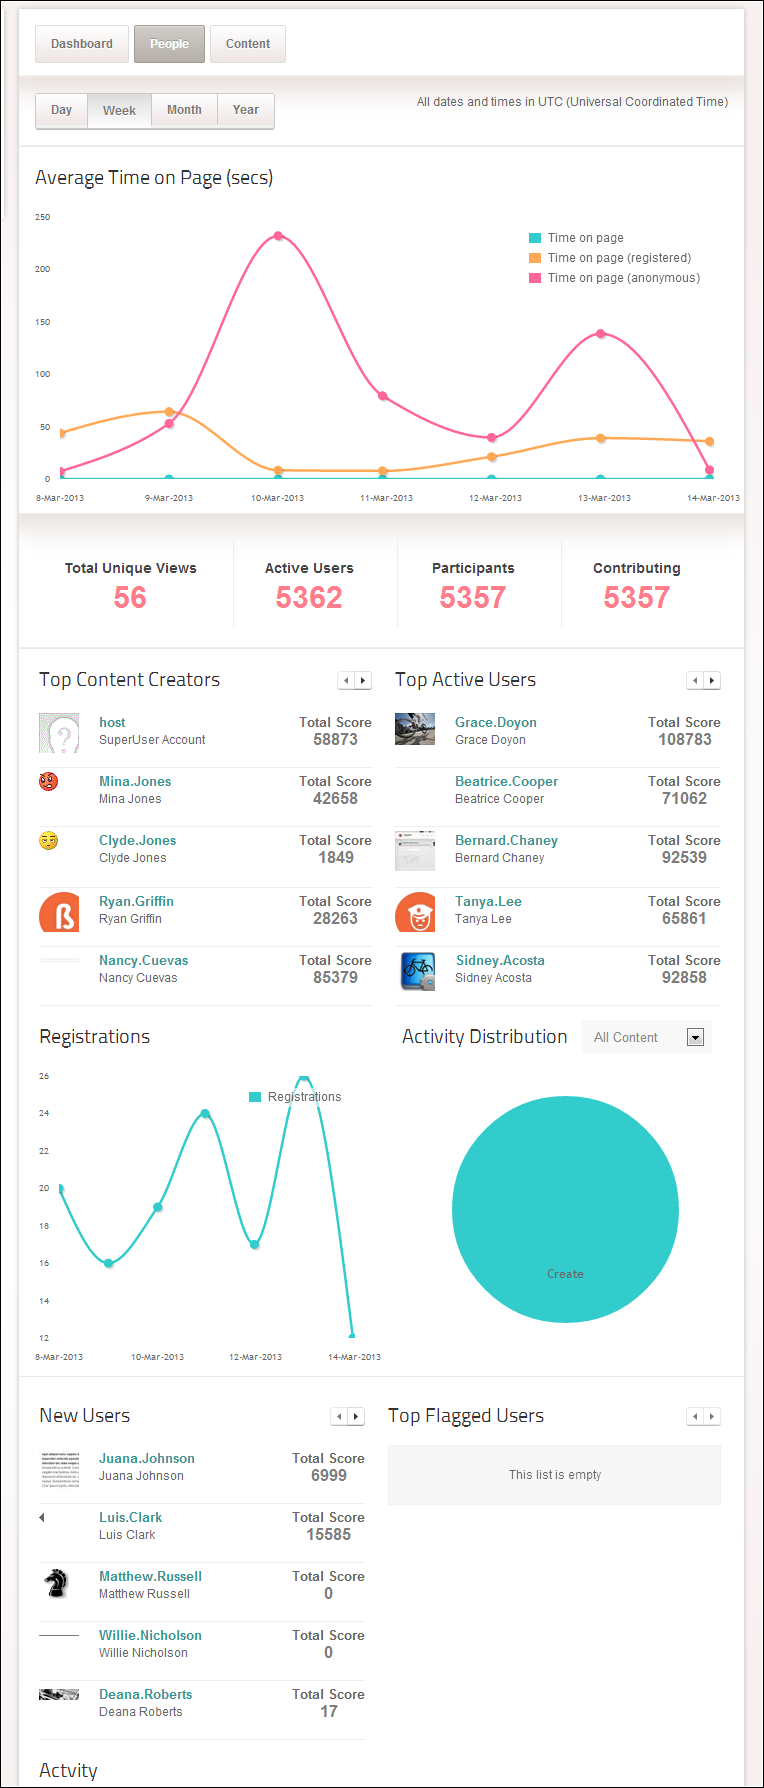 Dashboard People Content
Day Week Month Year
All dates and times in UTC (Universal Coordinated Time)
Average Time on Page (secs)
250
200
150
100
50
0
Time on page
Time on page (registered)
Time on page (anonymous)
8-Mar-2013 9-Mar-2013 10-Mar-2013 11-Mar-2013 12-Mar-2013 13-Mar-2013 14-Mar-2013
Total Unique Views
56
Active Users
5362
Participants
5357
Contributing
5357
Top Content Creators
host Total Score
SuperUser Account 58873
Mina.Jones Total Score
Mina Jones 42658
Clyde.Jones Total Score
Clyde Jones 1849
Ryan.Griffin Total Score
Ryan Griffin 28263
Nancy.Cuevas Total Score
Nancy Cuevas 85379
Top Active Users
Grace.Doyon Total Score
Grace Doyon 108783
Beatrice.Cooper Total Score
Beatrice Cooper 71062
Bernard.Chaney Total Score
Bernard Chaney 92539
Tanya.Lee Total Score
Tanya Lee 65861
Sidney.Acosta Total Score
Sidney Acosta 92858
Registrations
26
24
22
20
18
16
14
12
Registrations
8-Mar-2013 10-Mar-2013 12-Mar-2013 14-Mar-2013
Activity Distribution All Content
Create
New Users
Juana.Johnson Total Score
Juana Johnson 6999
Luis.Clark Total Score
Luis Clark 15585
Matthew.Russell Total Score
Matthew Russell 0
Willie.Nicholson Total Score
Willie Nicholson 0
Deana.Roberts Total Score
Deana Roberts 17
Top Flagged Users
This list is empty
Actvity